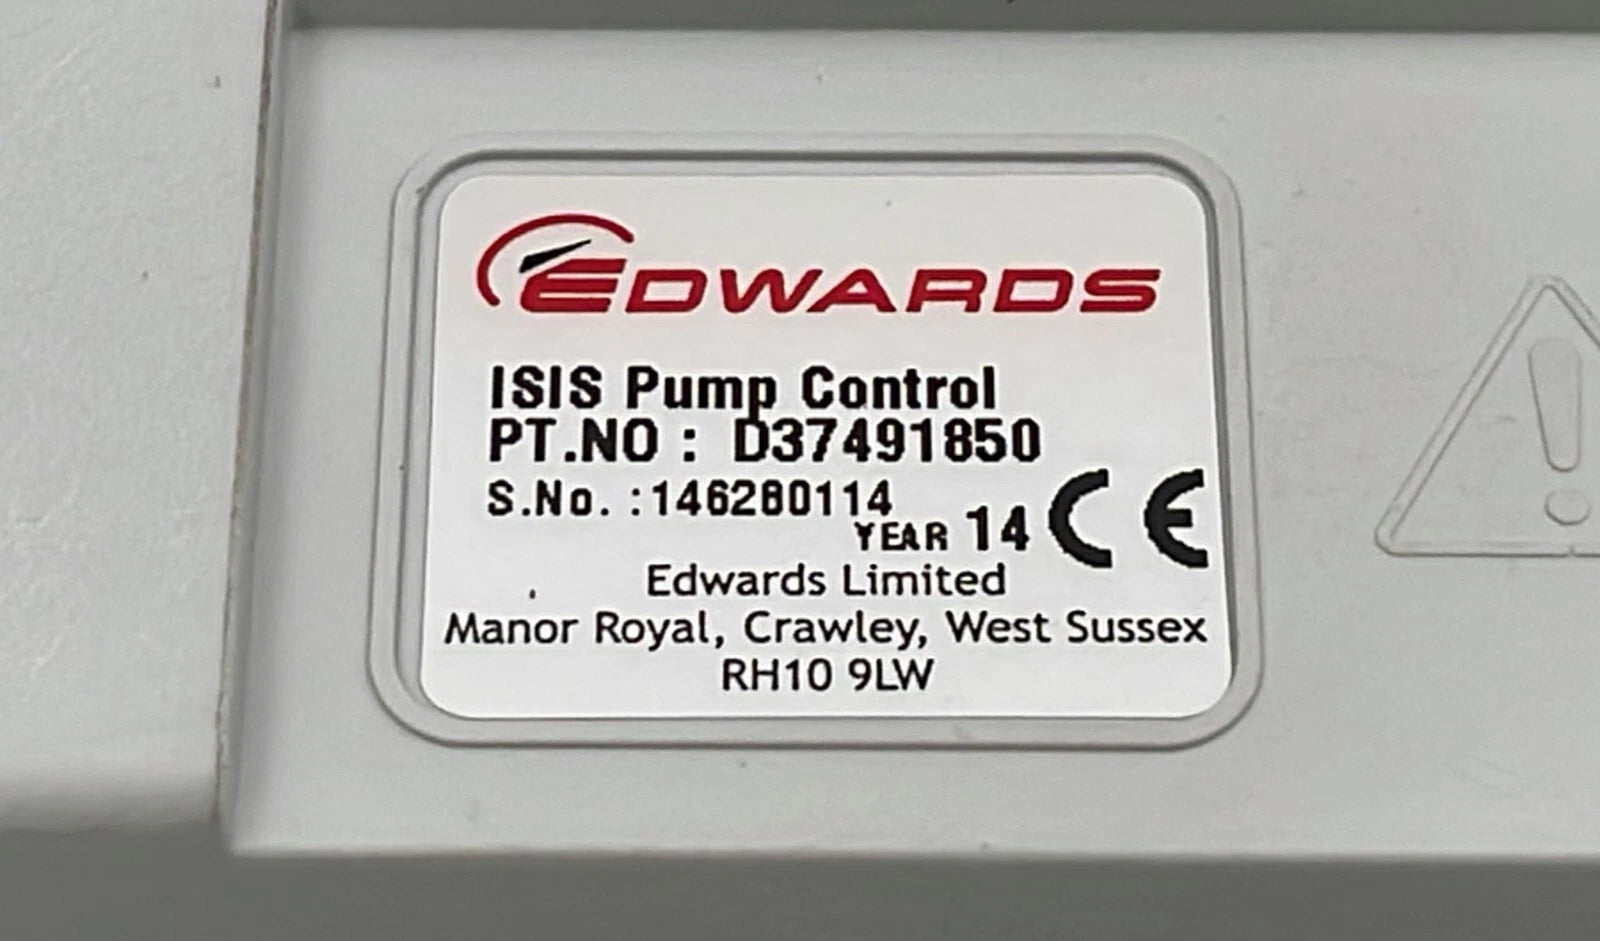 EDWARDS
ISIS Pump Control
PT.NO : D37491850
S.No. :146280114
YEAR 14 CE
Edwards Limited
Manor Royal, Crawley, West Sussex
RH10 9LW